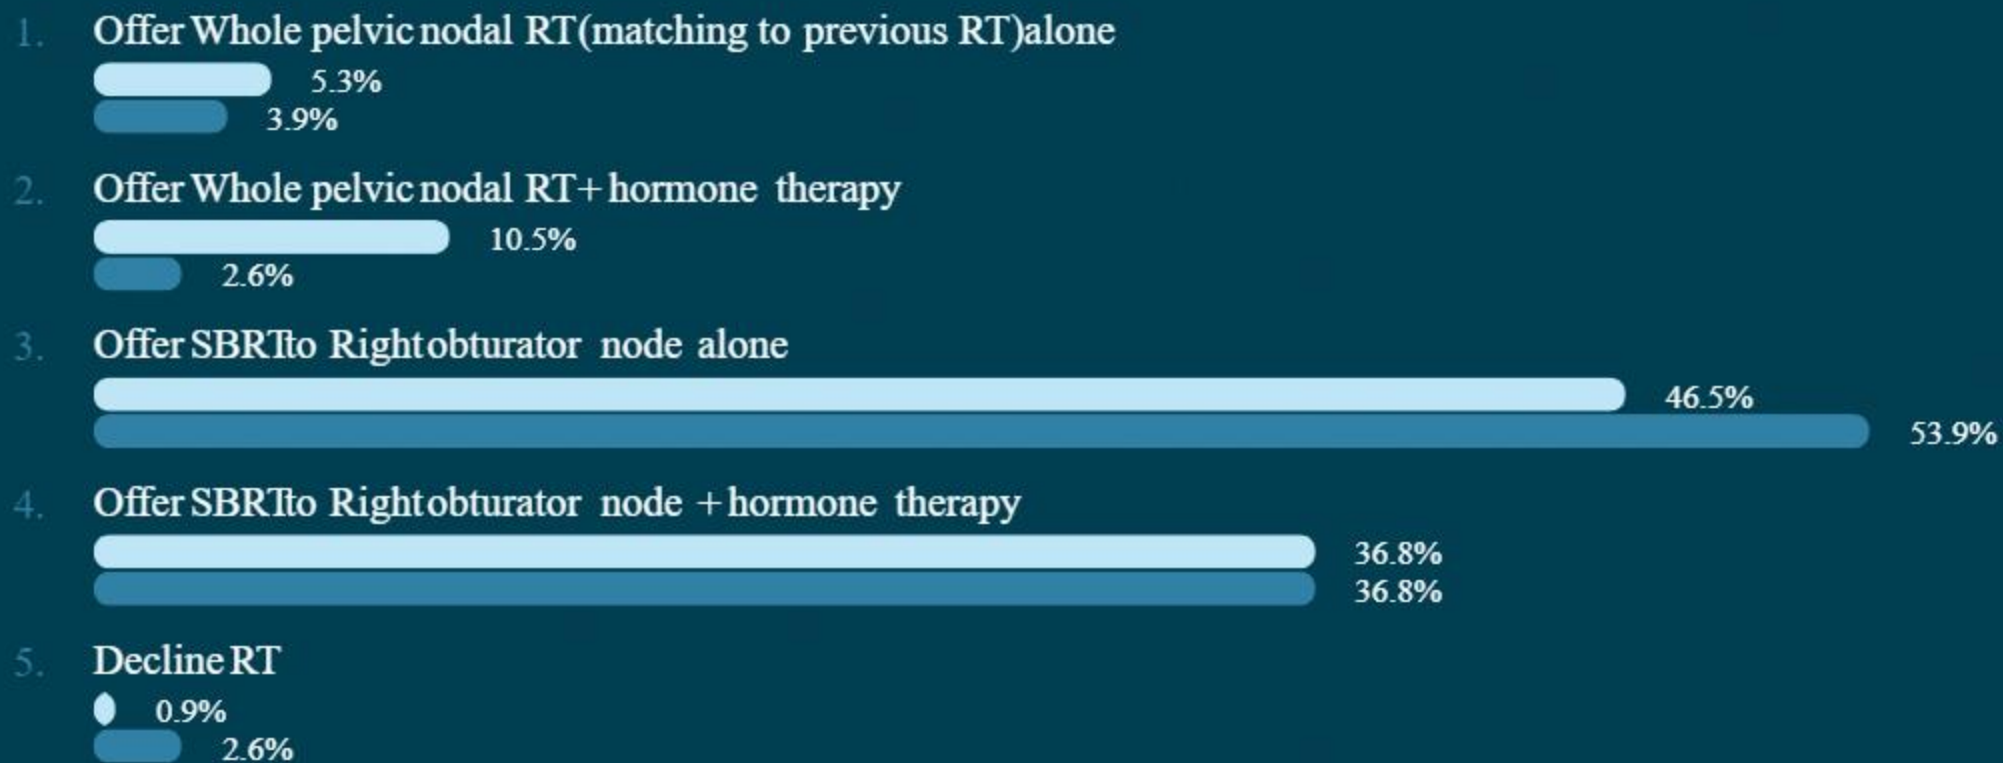 1. Offer Whole pelvic nodal RT(matching to previous RT)alone
5.3%
3.9%
2. Offer Whole pelvic nodal RT+ hormone therapy
10.5%
2.6%
3. Offer SBRTto Right obturator node alone
46.5%
53.9%
4. Offer SBRTto Right obturator node + hormone therapy
36.8%
36.8%
5. Decline RT
0.9%
2.6%